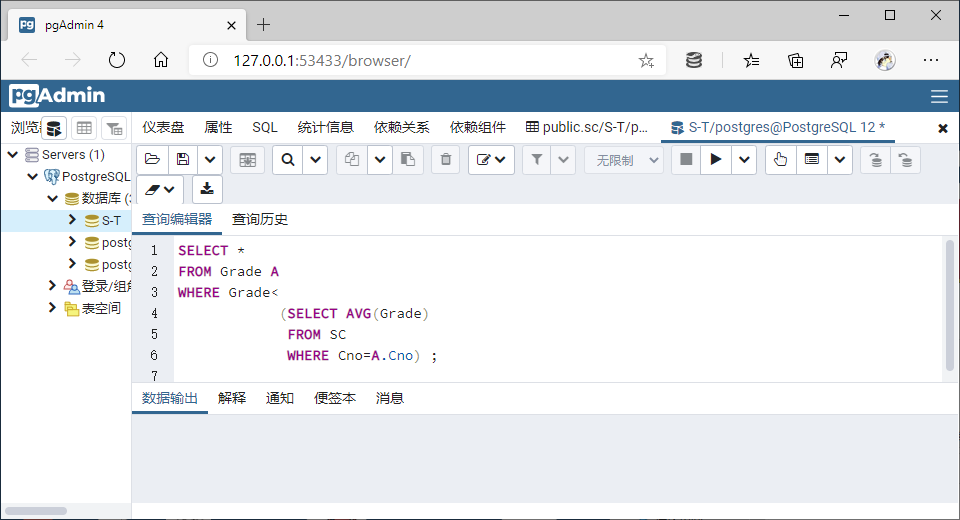 pgAdmin 4
127.0.0.1:53433/browser/
pgAdmin
浏览器 仪表盘 属性 SQL 统计信息 依赖关系 依赖组件 public.sc/S-T/p... S-T/postgres@PostgreSQL 12 *
Servers (1)
PostgreSQL
数据库 (3
S-T
postg
postg
登录/组角
表空间
无限制
查询编辑器 查询历史
1 SELECT *
2 FROM Grade A
3 WHERE Grade<
4 (SELECT AVG(Grade)
5 FROM SC
6 WHERE Cno=A.Cno) ;
7
数据输出 解释 通知 便签本 消息